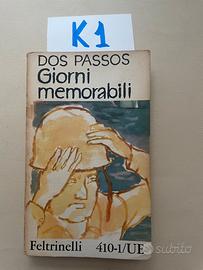 K1
DOS PASSOS
Giorni
memorabili
Feltrinelli 410-1/UE
subito